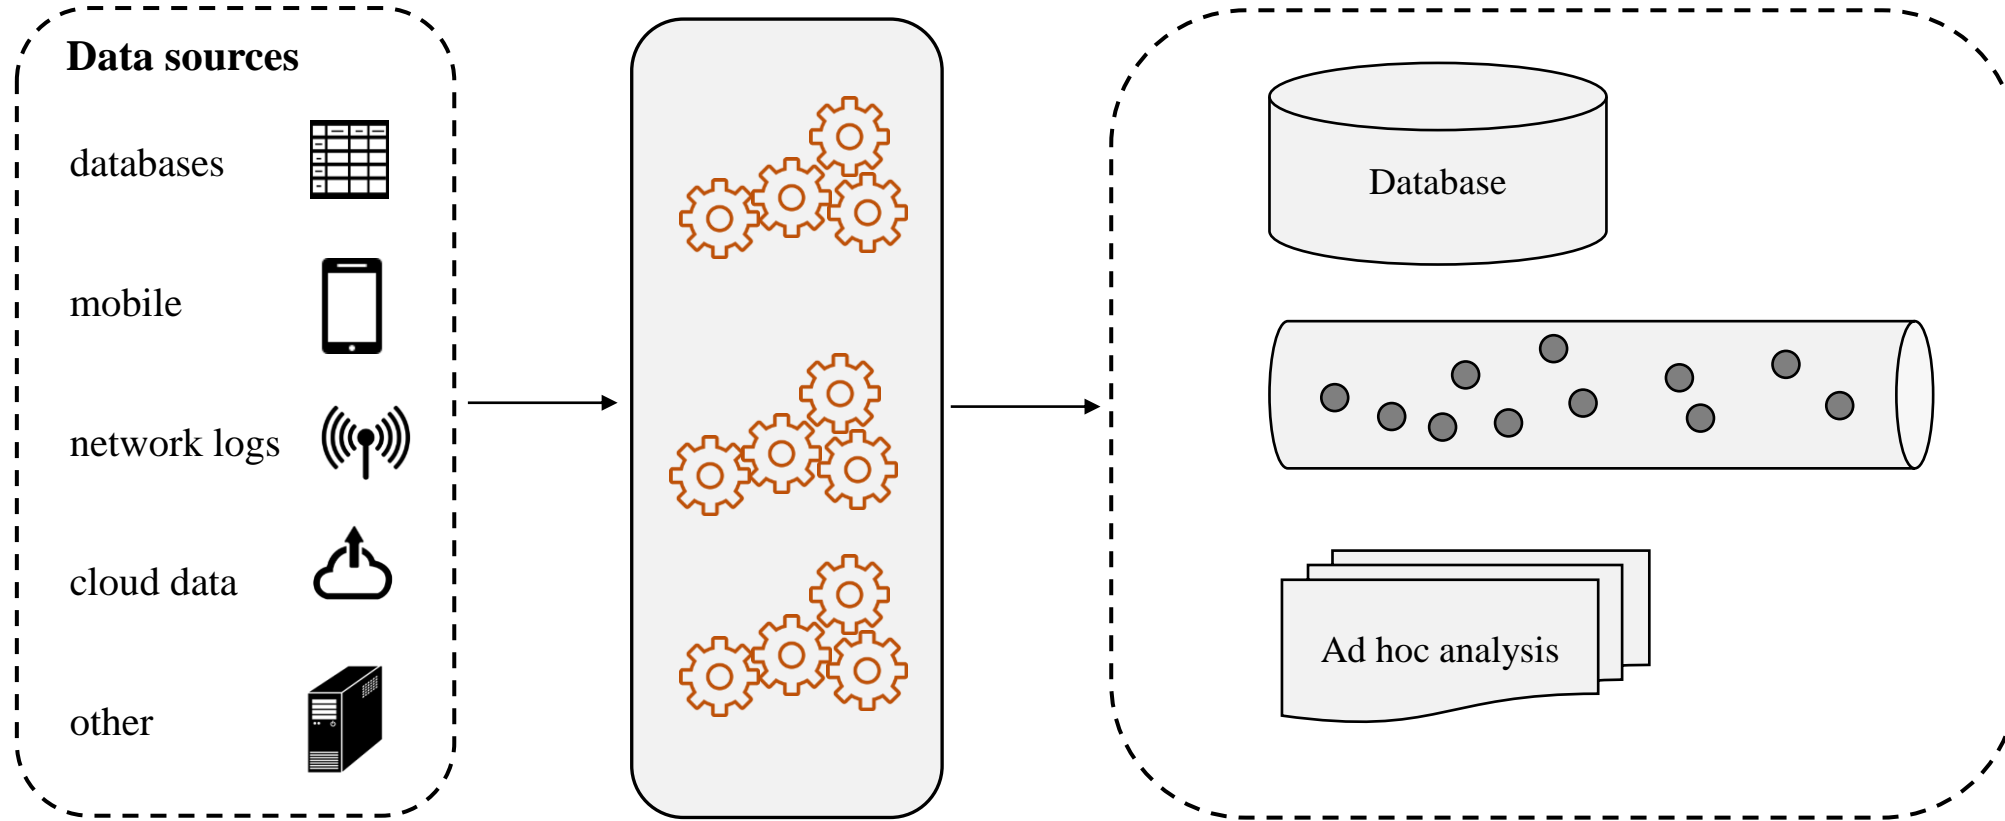 Data sources
databases
mobile
network logs
cloud data
other
Database
Ad hoc analysis